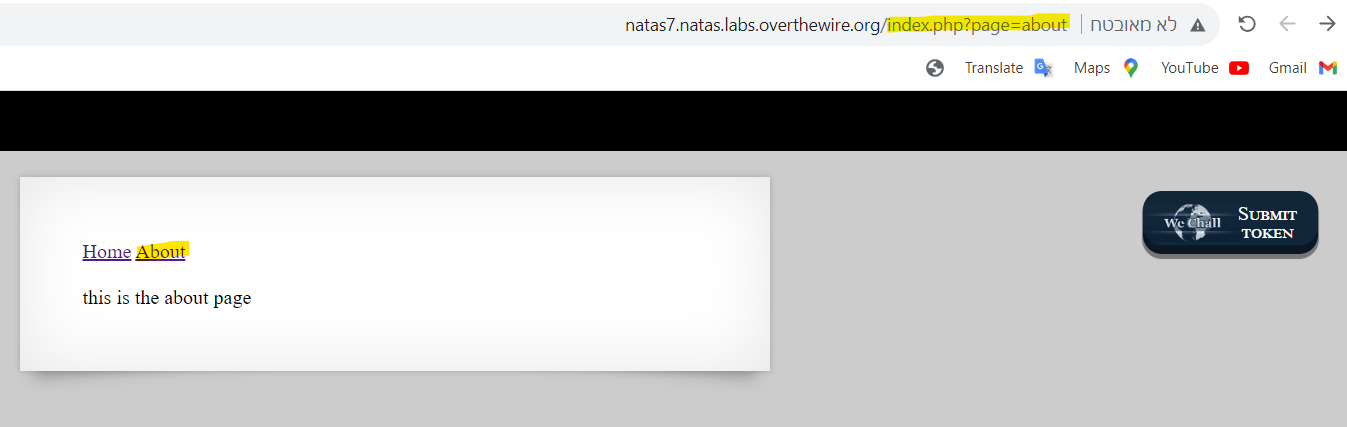 natas7.natas.labs.overthewire.org/index.php?page=about | לא מאובטח
Translate Maps YouTube Gmail
We Chall SUBMIT TOKEN
Home About
this is the about page